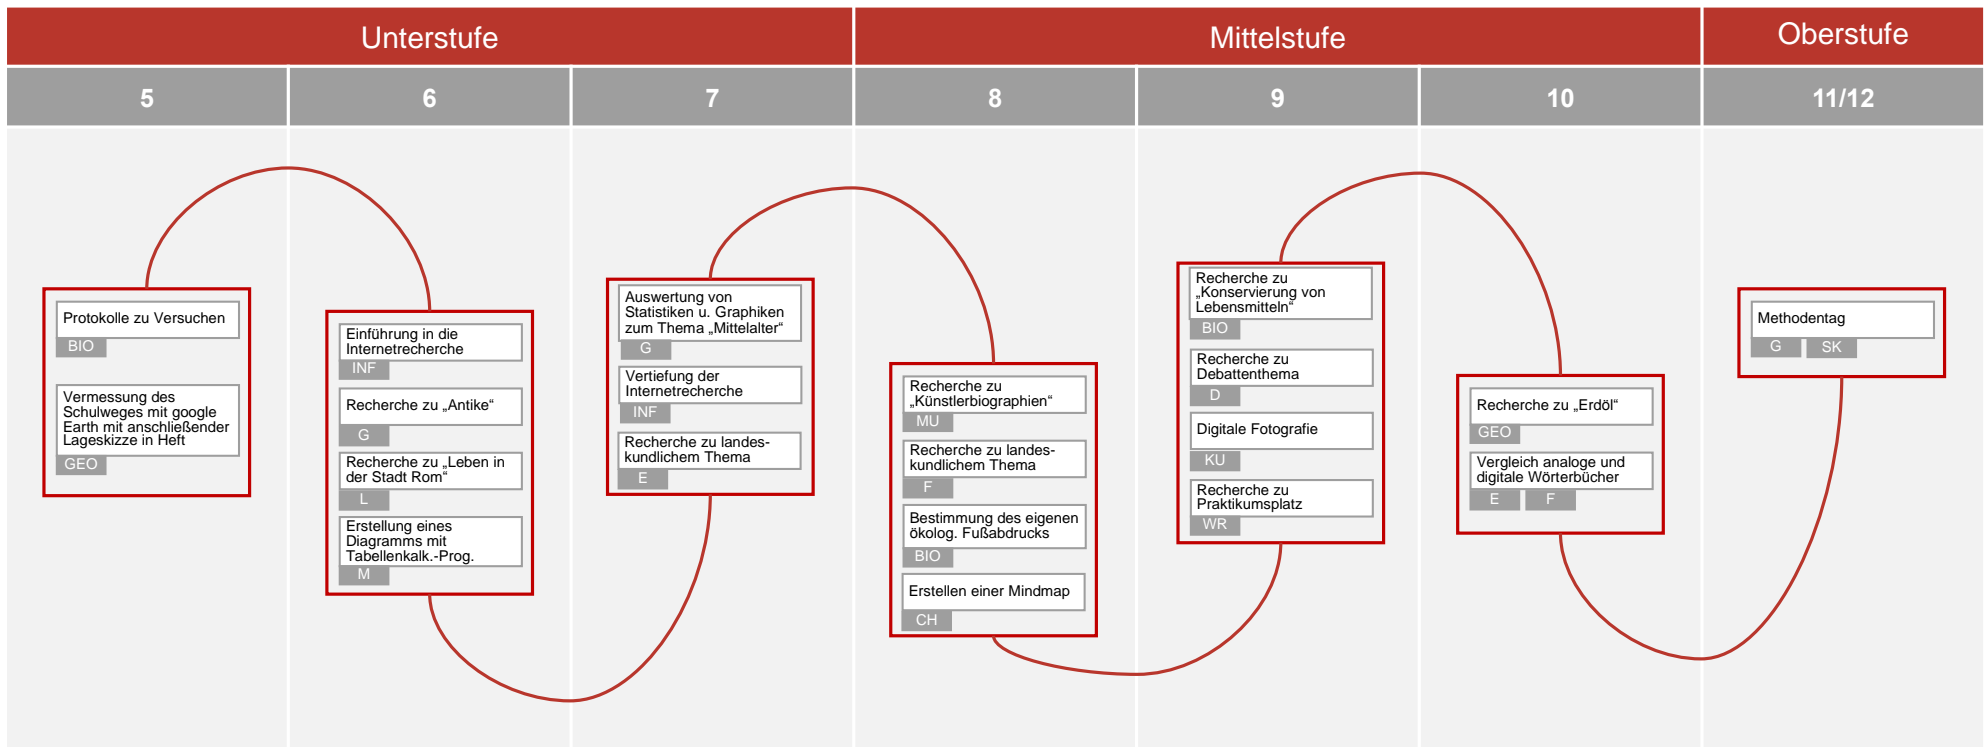 Unterstufe
Mittelstufe
Oberstufe
5
6
7
8
9
10
11/12
Protokolle zu Versuchen
BIO
Vermessung des
Schulweges mit google
Earth mit anschließender
Lageskizze in Heft
GEO
Einführung in die
Internetrecherche
INF
Recherche zu „Antike“
G
Recherche zu „Leben in
der Stadt Rom“
L
Erstellung eines
Diagramms mit
Tabellenkalk.-Prog.
M
Auswertung von
Statistiken u. Graphiken
zum Thema „Mittelalter“
G
Vertiefung der
Internetrecherche
INF
Recherche zu landes-
kundlichem Thema
E
Recherche zu
„Künstlerbiographien”
MU
Recherche zu landes-
kundlichem Thema
F
Bestimmung des eigenen
ökolog. Fußabdrucks
BIO
Erstellen einer Mindmap
CH
Recherche zu
„Konservierung von
Lebensmitteln“
BIO
Recherche zu
Debattenthema
D
Digitale Fotografie
KU
Recherche zu
Praktikumsplatz
WR
Recherche zu „Erdöl“
GEO
Vergleich analoge und
digitale Wörterbücher
E F
Methodentag
G SK